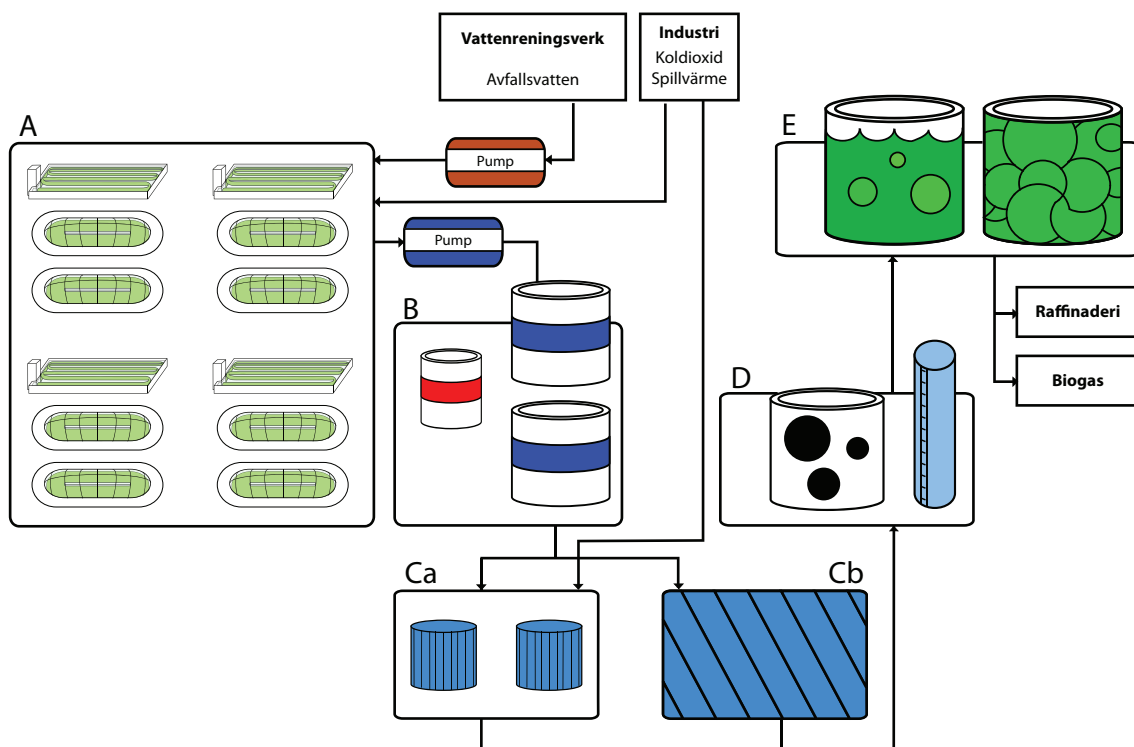 Vattenreningsverk
Avfallsvatten
Industri
Koldioxid
Spillvärme
A
Pump
Pump
B
E
Raffinaderi
Biogas
D
Ca
Cb